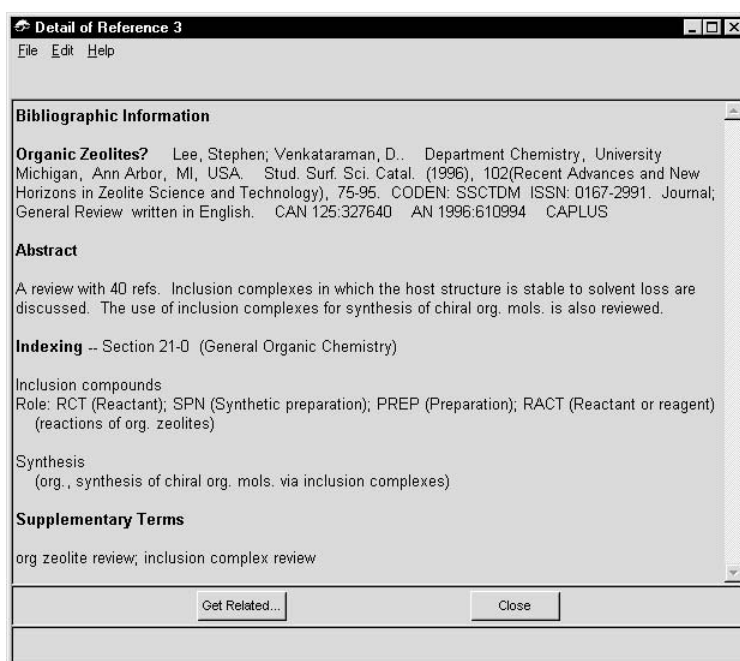 Detail of Reference 3
File Edit Help
Bibliographic Information
Organic Zeolites? Lee, Stephen; Venkataraman, D.. Department Chemistry, University
Michigan, Ann Arbor, MI, USA. Stud. Surf. Sci. Catal. (1996), 102(Recent Advances and New
Horizons in Zeolite Science and Technology), 75-95. CODEN: SSCTDM ISSN: 0167-2991. Journal;
General Review written in English. CAN 125:327640 AN 1996:610994 CAPLUS
Abstract
A review with 40 refs. Inclusion complexes in which the host structure is stable to solvent loss are
discussed. The use of inclusion complexes for synthesis of chiral org. mols. is also reviewed.
Indexing -- Section 21-0 (General Organic Chemistry)
Inclusion compounds
Role: RCT (Reactant); SPN (Synthetic preparation); PREP (Preparation); RACT (Reactant or reagent)
(reactions of org. zeolites)
Synthesis
(org., synthesis of chiral org. mols. via inclusion complexes)
Supplementary Terms
org zeolite review; inclusion complex review
Get Related... Close